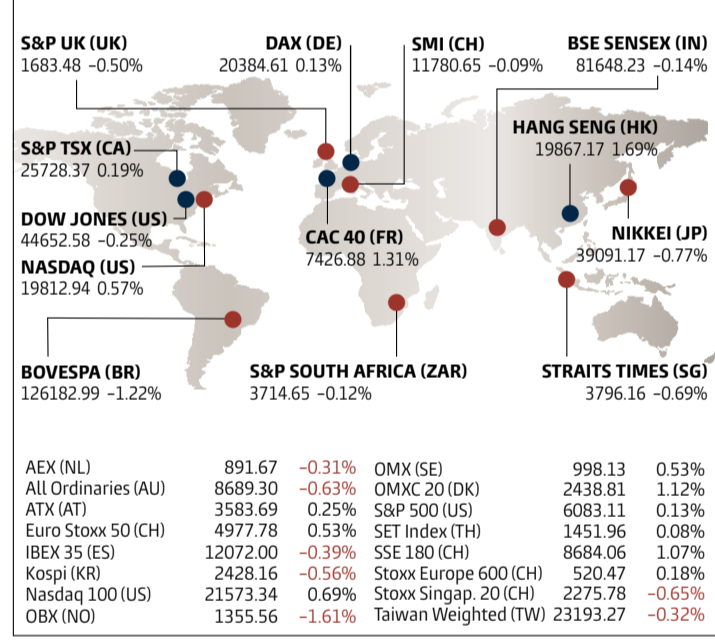 S&P UK (UK)
1683.48 −0.50%
DAX (DE)
20384.61 0.13%
SMI (CH)
11780.65 −0.09%
BSE SENSEX (IN)
81648.23 −0.14%
HANG SENG (HK)
19867.17 1.69%
S&P TSX (CA)
25728.37 0.19%
DOW JONES (US)
44652.58 −0.25%
NASDAQ (US)
19812.94 0.57%
CAC 40 (FR)
7426.88 1.31%
NIKKEI (JP)
39091.17 −0.77%
BOVESPA (BR)
126182.99 −1.22%
S&P SOUTH AFRICA (ZAR)
3714.65 −0.12%
STRAITS TIMES (SG)
3796.16 −0.69%
AEX (NL) 891.67 −0.31%
All Ordinaries (AU) 8689.30 −0.63%
ATX (AT) 3583.69 0.25%
Euro Stoxx 50 (CH) 4977.78 0.53%
IBEX 35 (ES) 12072.00 −0.39%
Kospi (KR) 2428.16 −0.56%
Nasdaq 100 (US) 21573.34 0.69%
OBX (NO) 1355.56 −1.61%
OMX (SE) 998.13 0.53%
OMXC 20 (DK) 2438.81 1.12%
S&P 500 (US) 6083.11 0.13%
SET Index (TH) 1451.96 0.08%
SSE 180 (CH) 8684.06 1.07%
Stoxx Europe 600 (CH) 520.47 0.18%
Stoxx Singap. 20 (CH) 2275.78 −0.65%
Taiwan Weighted (TW) 23193.27 −0.32%